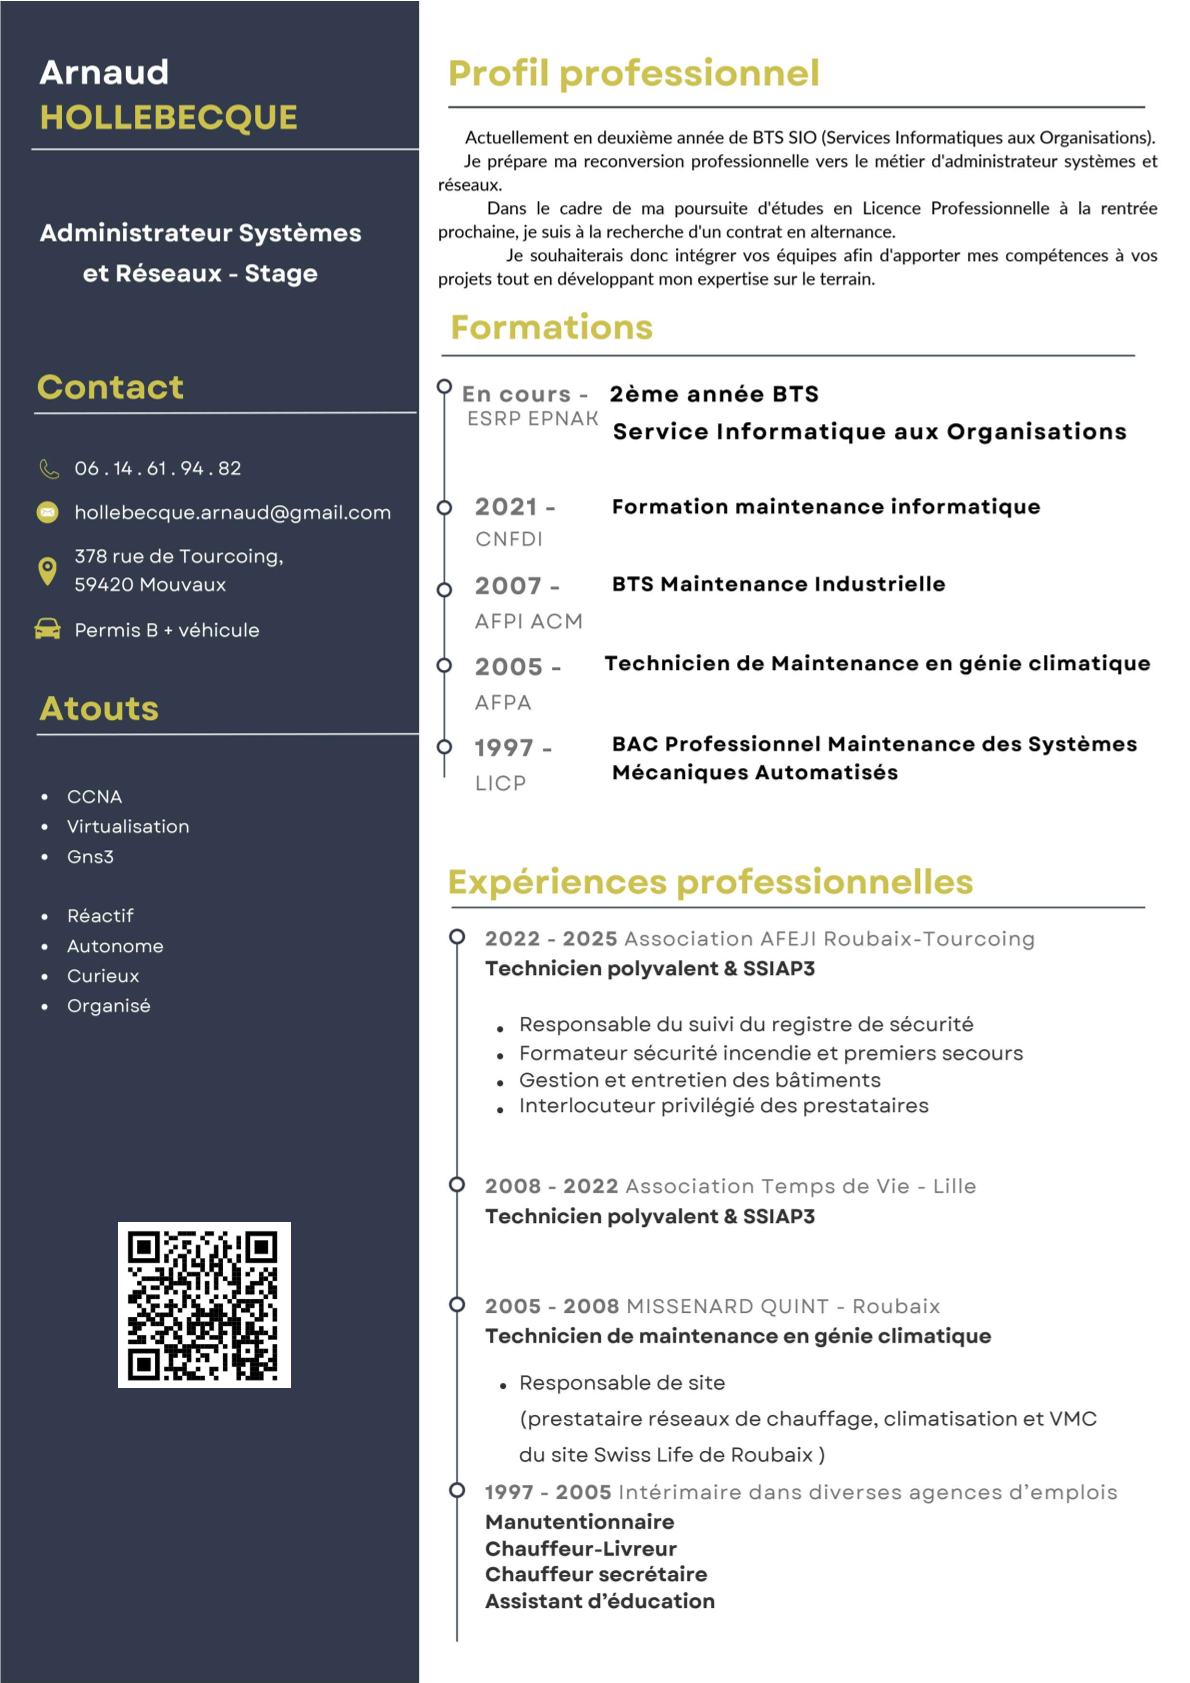 Arnaud
HOLLEBECQUE
Administrateur Systèmes
et Réseaux - Stage
Contact
06 . 14 . 61 . 94 . 82
hollebecque.arnaud@gmail.com
378 rue de Tourcoing,
59420 Mouvaux
Permis B + véhicule
Atouts
• CCNA
• Virtualisation
• Gns3
• Réactif
• Autonome
• Curieux
• Organisé
Profil professionnel
Actuellement en deuxième année de BTS SIO (Services Informatiques aux Organisations).
Je prépare ma reconversion professionnelle vers le métier d'administrateur systèmes et
réseaux.
Dans le cadre de ma poursuite d'études en Licence Professionnelle à la rentrée
prochaine, je suis à la recherche d'un contrat en alternance.
Je souhaiterais donc intégrer vos équipes afin d'apporter mes compétences à vos
projets tout en développant mon expertise sur le terrain.
Formations
En cours - 2ème année BTS
ESRP EPNAK Service Informatique aux Organisations
2021 - Formation maintenance informatique
CNFDI
2007 - BTS Maintenance Industrielle
AFPI ACM
2005 - Technicien de Maintenance en génie climatique
AFPA
1997 - BAC Professionnel Maintenance des Systèmes
LICP Mécaniques Automatisés
Expériences professionnelles
2022 - 2025 Association AFEJI Roubaix-Tourcoing
Technicien polyvalent & SSIAP3
• Responsable du suivi du registre de sécurité
• Formateur sécurité incendie et premiers secours
• Gestion et entretien des bâtiments
• Interlocuteur privilégié des prestataires
2008 - 2022 Association Temps de Vie - Lille
Technicien polyvalent & SSIAP3
2005 - 2008 MISSENARD QUINT - Roubaix
Technicien de maintenance en génie climatique
• Responsable de site
(prestataire réseaux de chauffage, climatisation et VMC
du site Swiss Life de Roubaix )
1997 - 2005 Intérimaire dans diverses agences d’emplois
Manutentionnaire
Chauffeur-Livreur
Chauffeur secrétaire
Assistant d’éducation